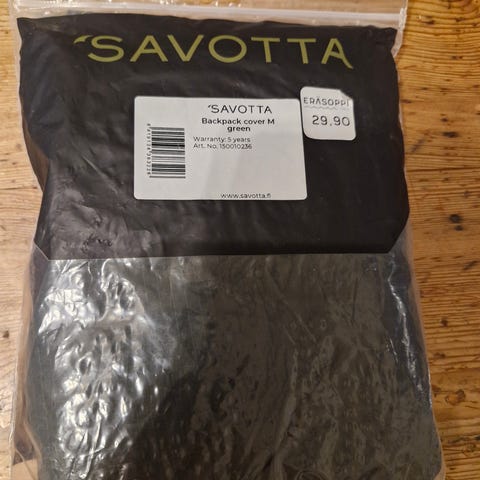 SAVOTTA
SAVOTTA
Backpack cover M
green
Warranty: 5 years
Art. No. 150010236
www.savotta.fi
ERÄSOPPI
29,90